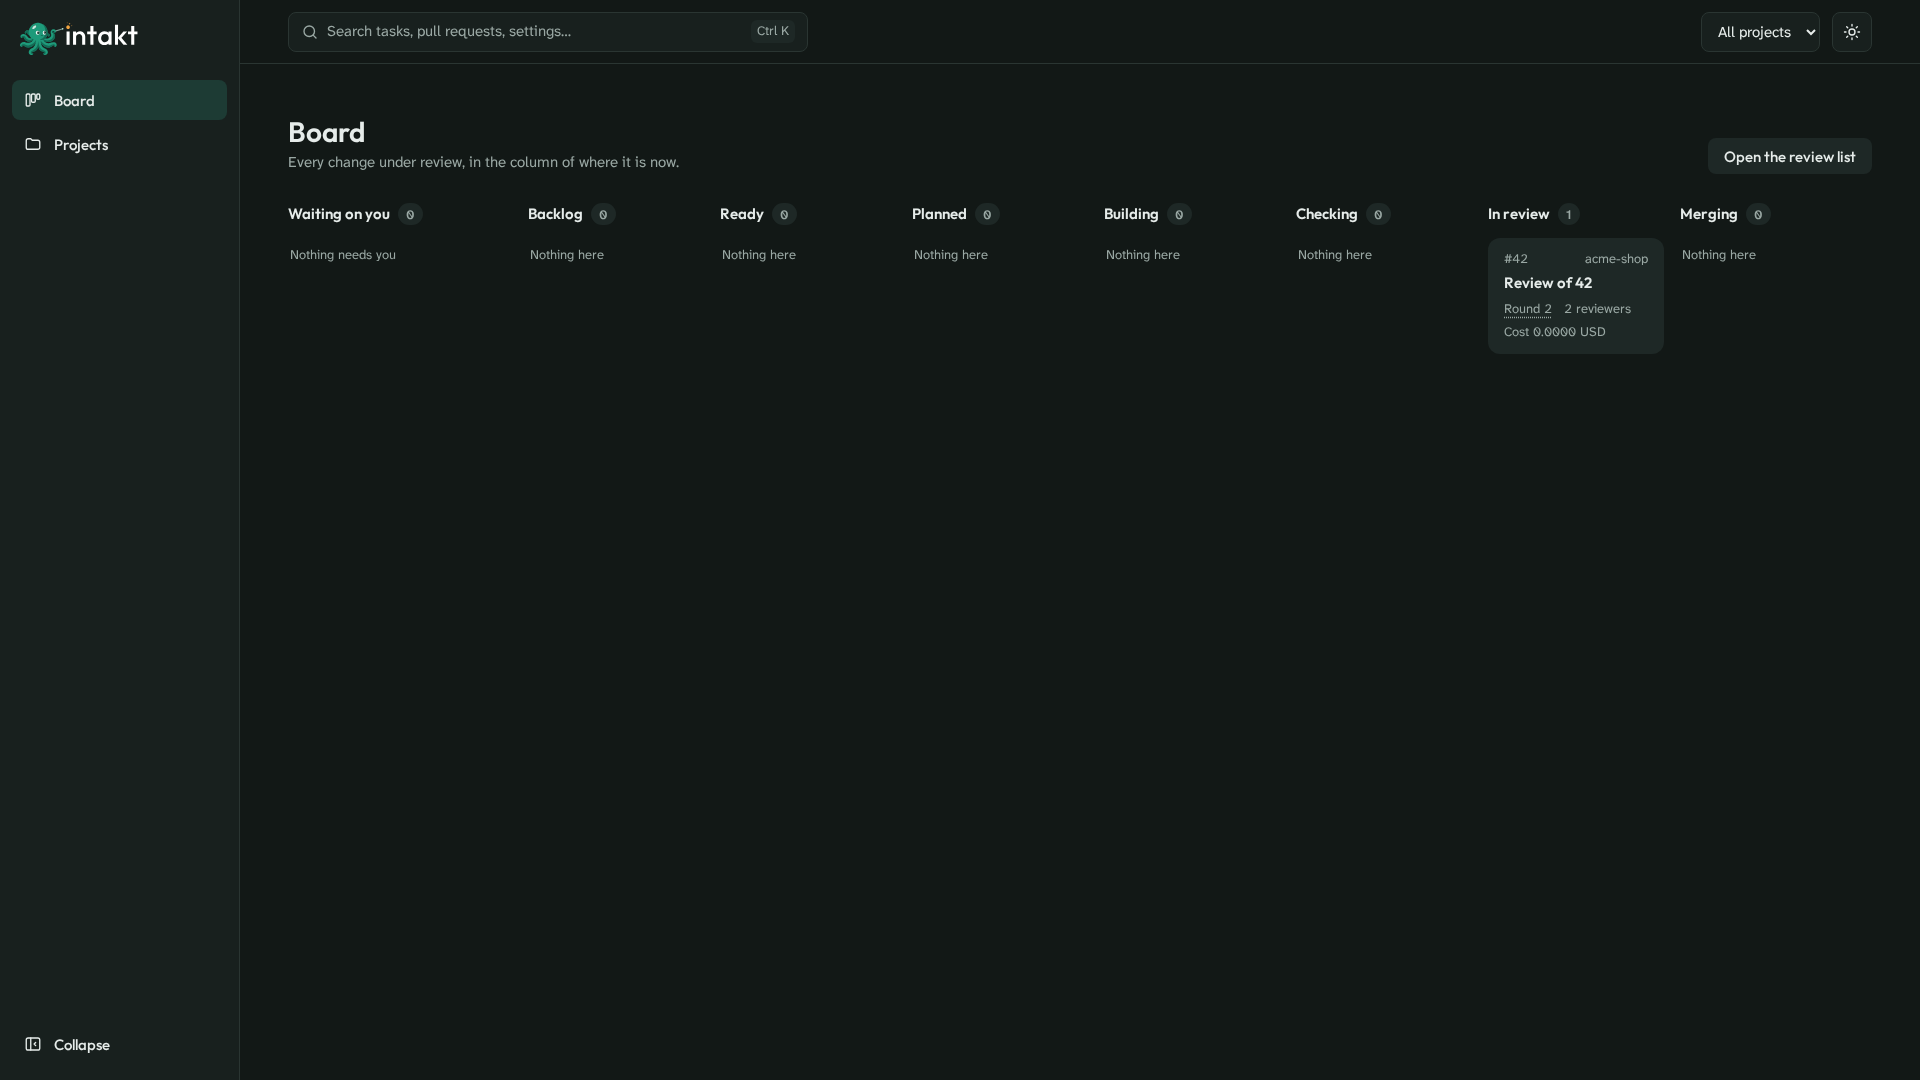 intakt
Search tasks, pull requests, settings...
Ctrl K
All projects
Board
Projects
Board
Every change under review, in the column of where it is now.
Open the review list
Waiting on you 0
Nothing needs you
Backlog 0
Nothing here
Ready 0
Nothing here
Planned 0
Nothing here
Building 0
Nothing here
Checking 0
Nothing here
In review 1
#42 acme-shop
Review of 42
Round 2 2 reviewers
Cost 0.0000 USD
Merging 0
Nothing here
Collapse